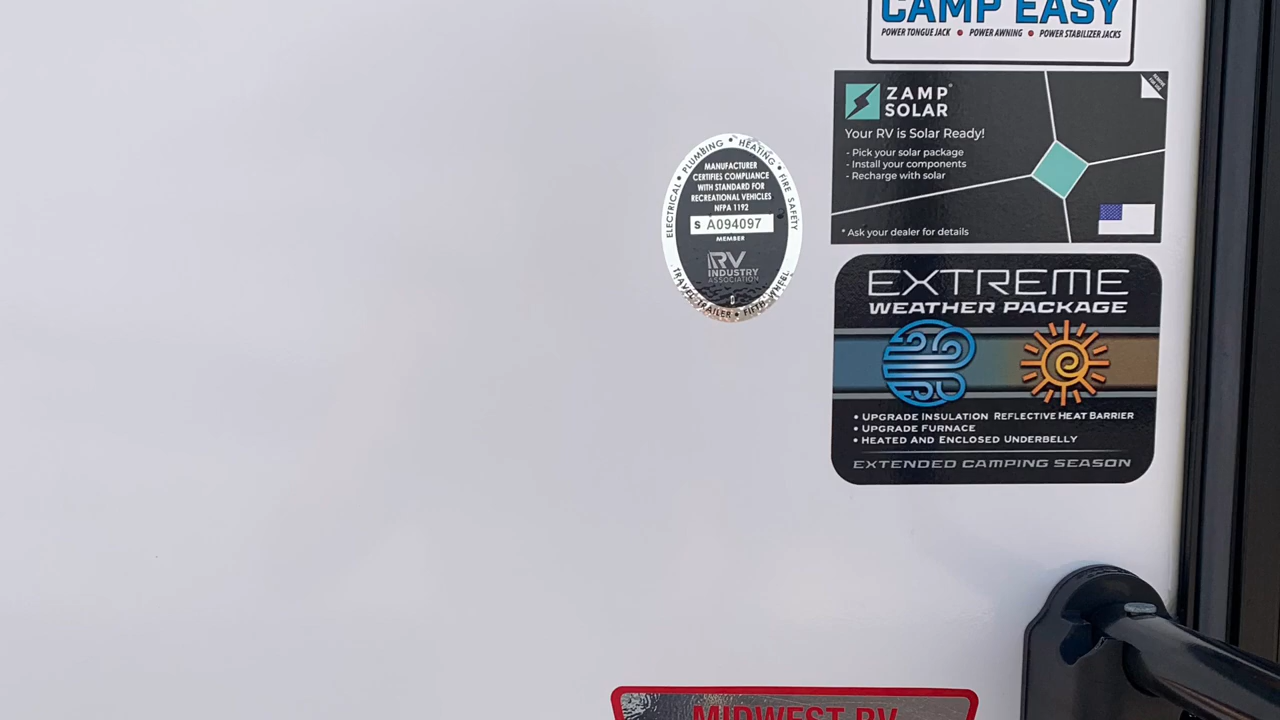 CAMP EASY
POWER TONGUE JACK • POWER AWNING • POWER STABILIZER JACKS
ZAMP®
SOLAR
REMOVE
FOR USE
Your RV is Solar Ready!
- Pick your solar package
- Install your components
- Recharge with solar
* Ask your dealer for details
ELECTRICAL • PLUMBING • HEATING • FIRE SAFETY
MANUFACTURER
CERTIFIES COMPLIANCE
WITH STANDARD FOR
RECREATIONAL VEHICLES
NFPA 1192
S A094097
MEMBER
RV
INDUSTRY
ASSOCIATION
TRAVEL TRAILER • FIFTH WHEEL
EXTREME
WEATHER PACKAGE
• UPGRADE INSULATION REFLECTIVE HEAT BARRIER
• UPGRADE FURNACE
• HEATED AND ENCLOSED UNDERBELLY
EXTENDED CAMPING SEASON
MIDWEST RV